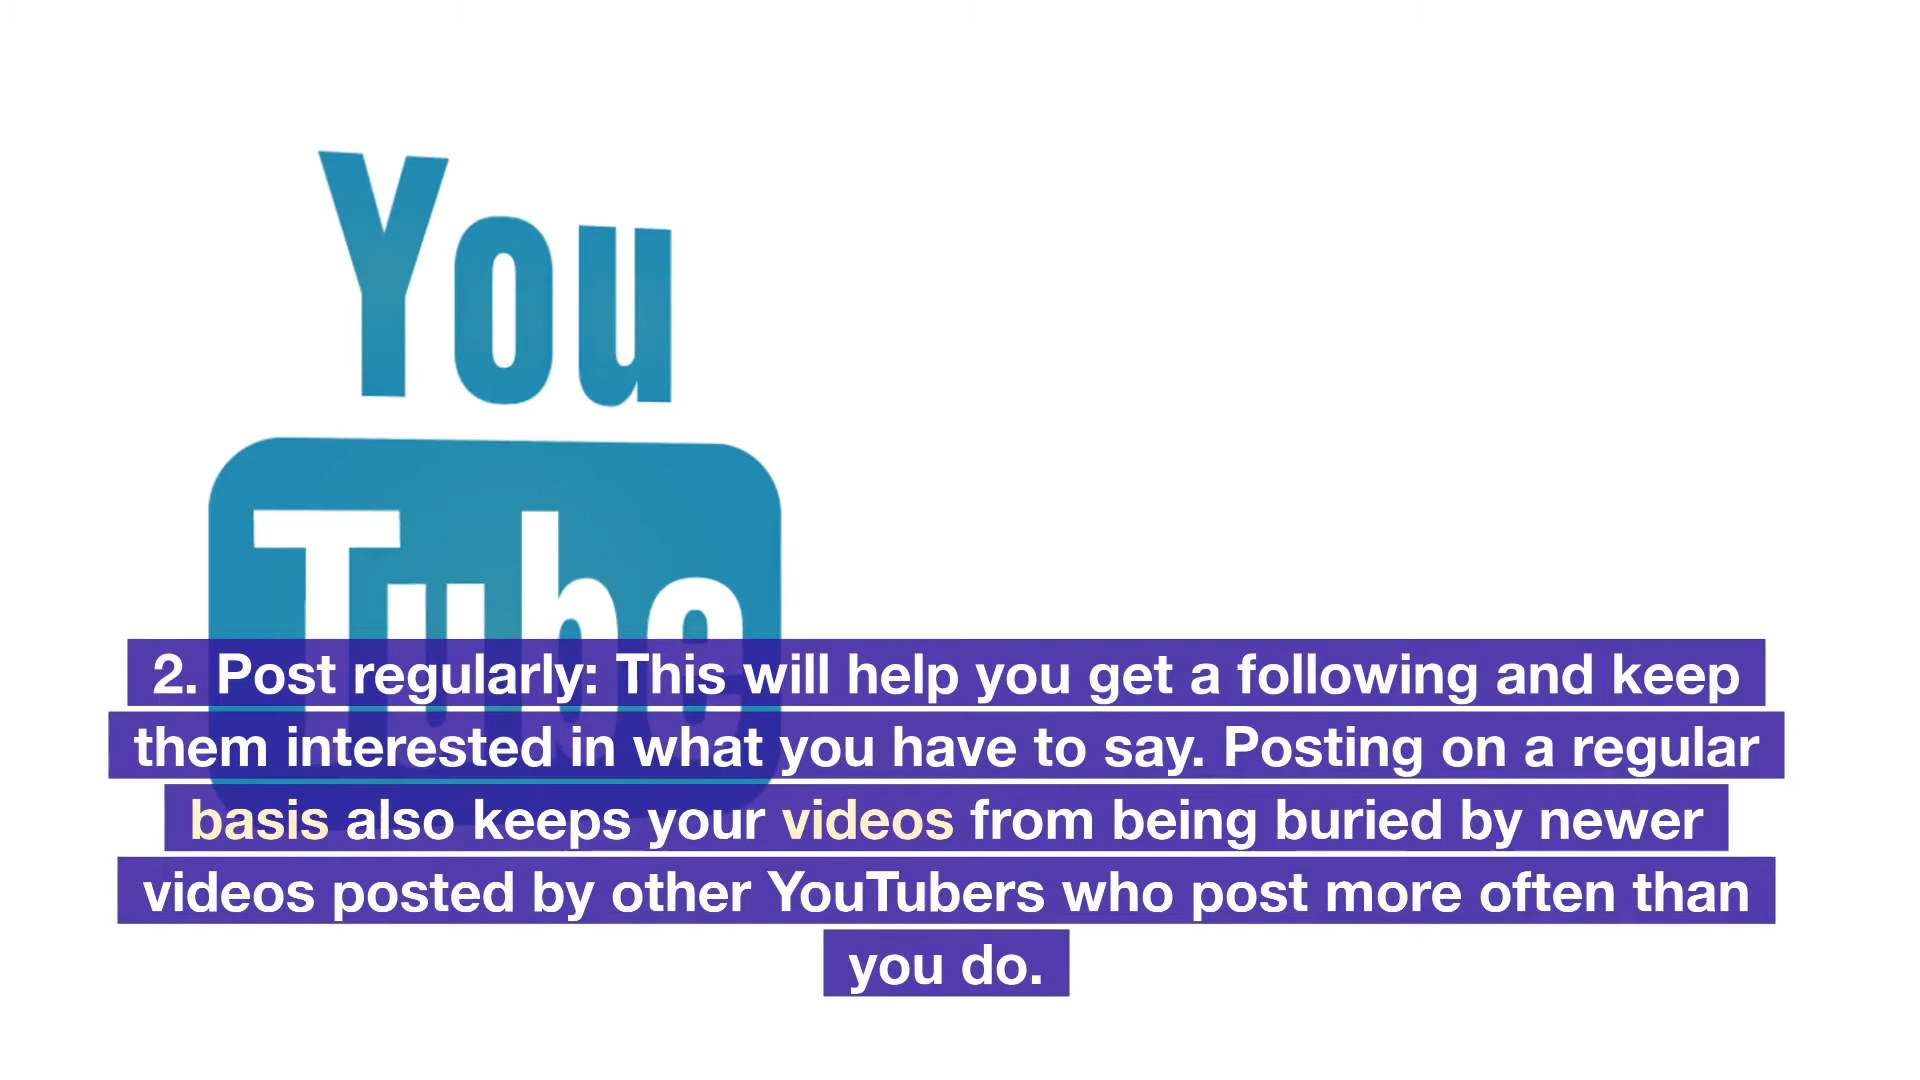 You
Tube
2. Post regularly: This will help you get a following and keep
them interested in what you have to say. Posting on a regular
basis also keeps your videos from being buried by newer
videos posted by other YouTubers who post more often than
you do.